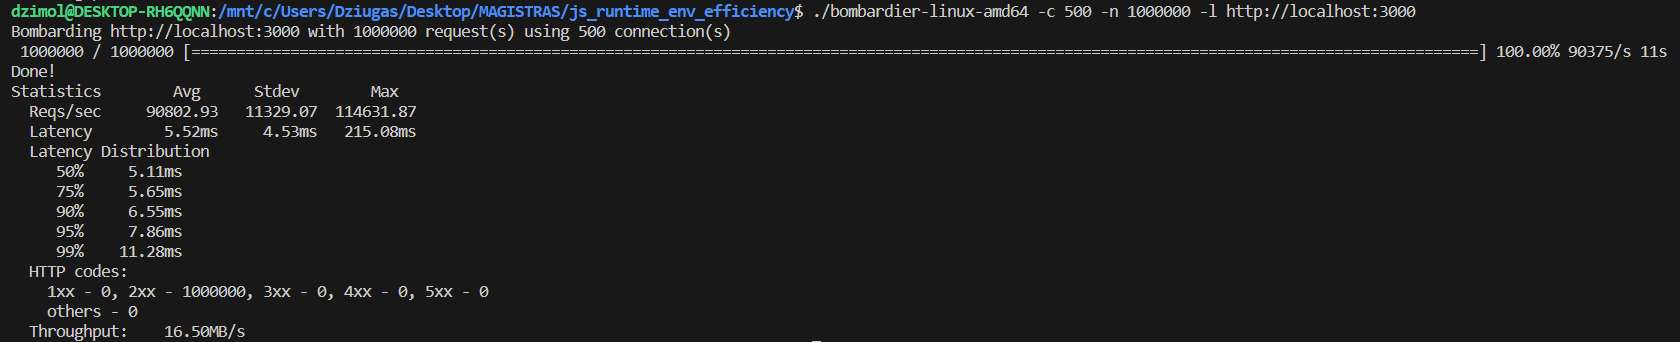 dzimol@DESKTOP-RH6QQNN:/mnt/c/Users/Dziugas/Desktop/MAGISTRAS/js_runtime_env_efficiency$ ./bombardier-linux-amd64 -c 500 -n 1000000 -l http://localhost:3000
Bombarding http://localhost:3000 with 1000000 request(s) using 500 connection(s)
 1000000 / 1000000 [================================================================================================================================================] 100.00% 90375/s 11s
Done!
Statistics        Avg      Stdev        Max
  Reqs/sec     90802.93   11329.07  114631.87
  Latency        5.52ms     4.53ms   215.08ms
  Latency Distribution
     50%     5.11ms
     75%     5.65ms
     90%     6.55ms
     95%     7.86ms
     99%    11.28ms
  HTTP codes:
    1xx - 0, 2xx - 1000000, 3xx - 0, 4xx - 0, 5xx - 0
    others - 0
  Throughput:    16.50MB/s